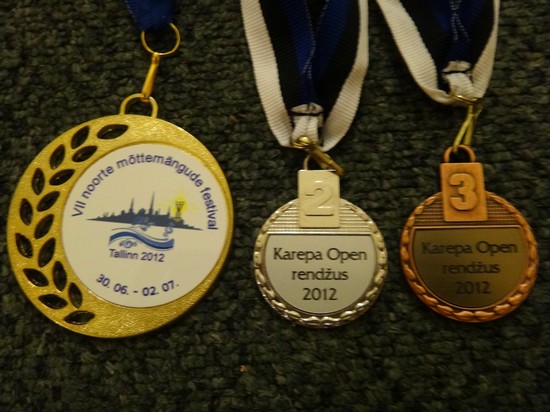 VII noorte mõttemängude festival
Tallinn 2012
30. 06. - 02. 07.
2
Karepa Open
rendžus
2012
3
Karepa Open
rendžus
2012